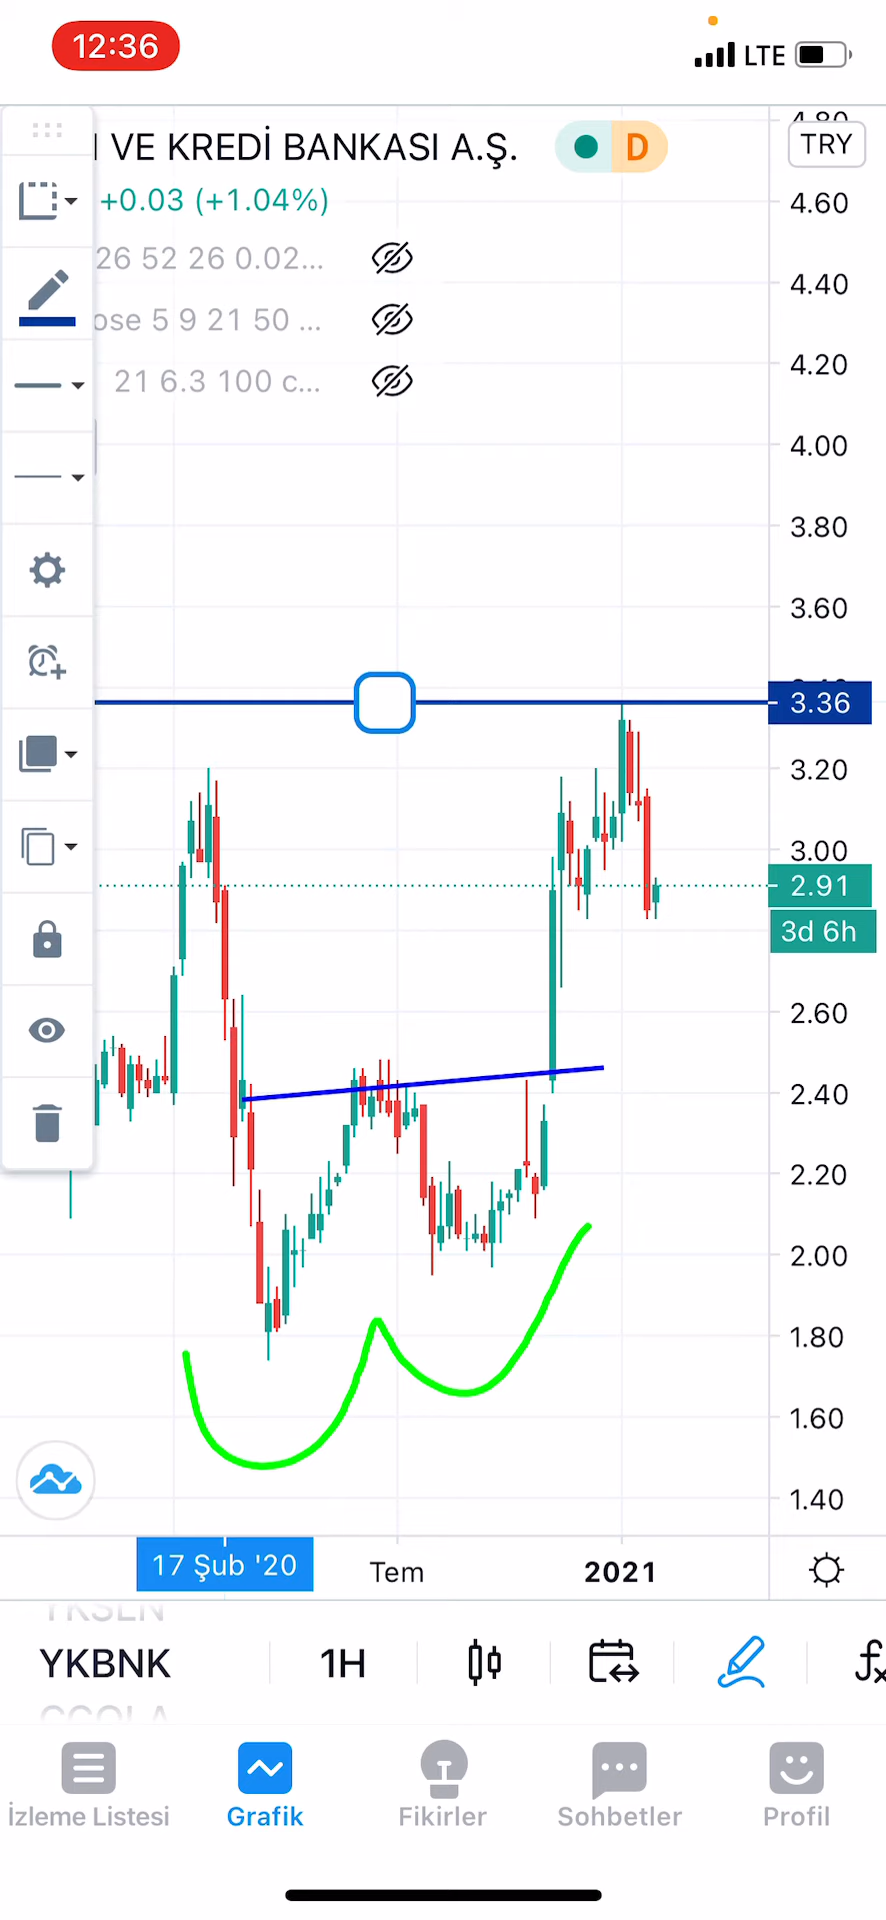 12:36
LTE
VE KREDİ BANKASI A.Ş.
D
TRY
+0.03 (+1.04%)
26 52 26 0.02...
ose 5 9 21 50 ...
21 6.3 100 c...
4.80
4.60
4.40
4.20
4.00
3.80
3.60
3.36
3.20
3.00
2.91
3d 6h
2.60
2.40
2.20
2.00
1.80
1.60
1.40
17 Şub '20
Tem
2021
YKBNK
1H
İzleme Listesi
Grafik
Fikirler
Sohbetler
Profil